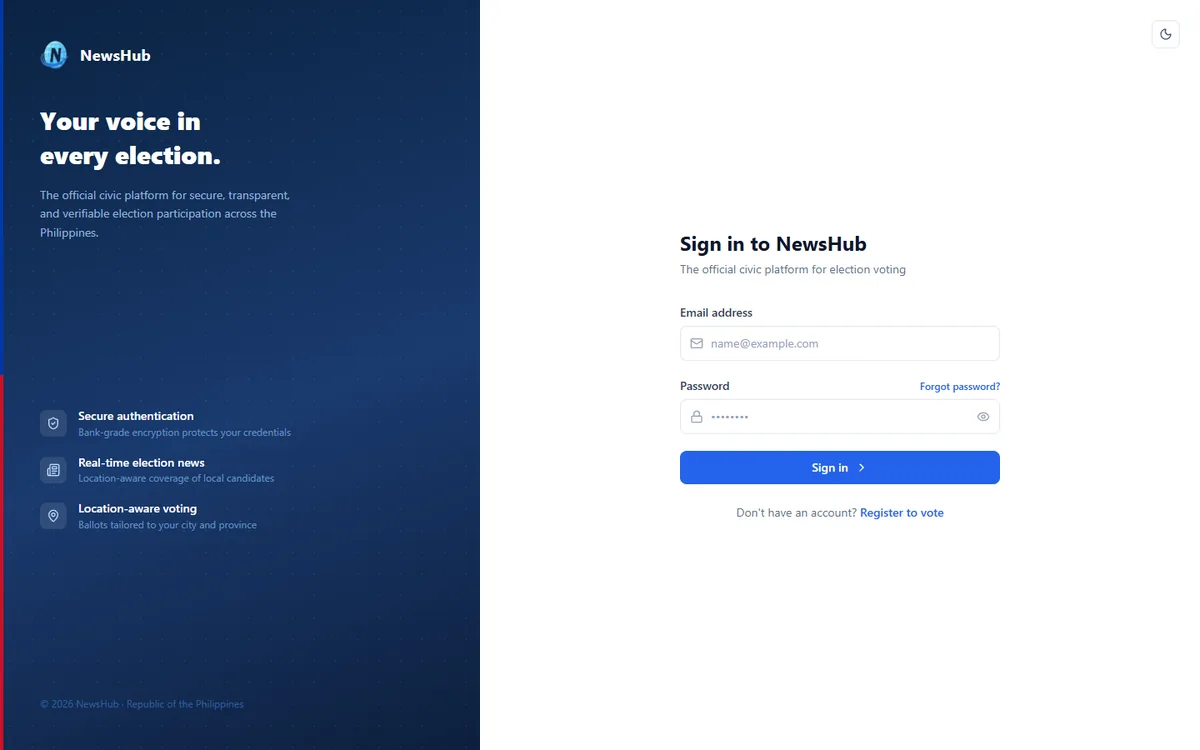 NewsHub
Your voice in
every election.
The official civic platform for secure, transparent,
and verifiable election participation across the
Philippines.
Secure authentication
Bank-grade encryption protects your credentials
Real-time election news
Location-aware coverage of local candidates
Location-aware voting
Ballots tailored to your city and province
© 2026 NewsHub · Republic of the Philippines
Sign in to NewsHub
The official civic platform for election voting
Email address
name@example.com
Password Forgot password?
••••••••
Sign in
Don't have an account? Register to vote